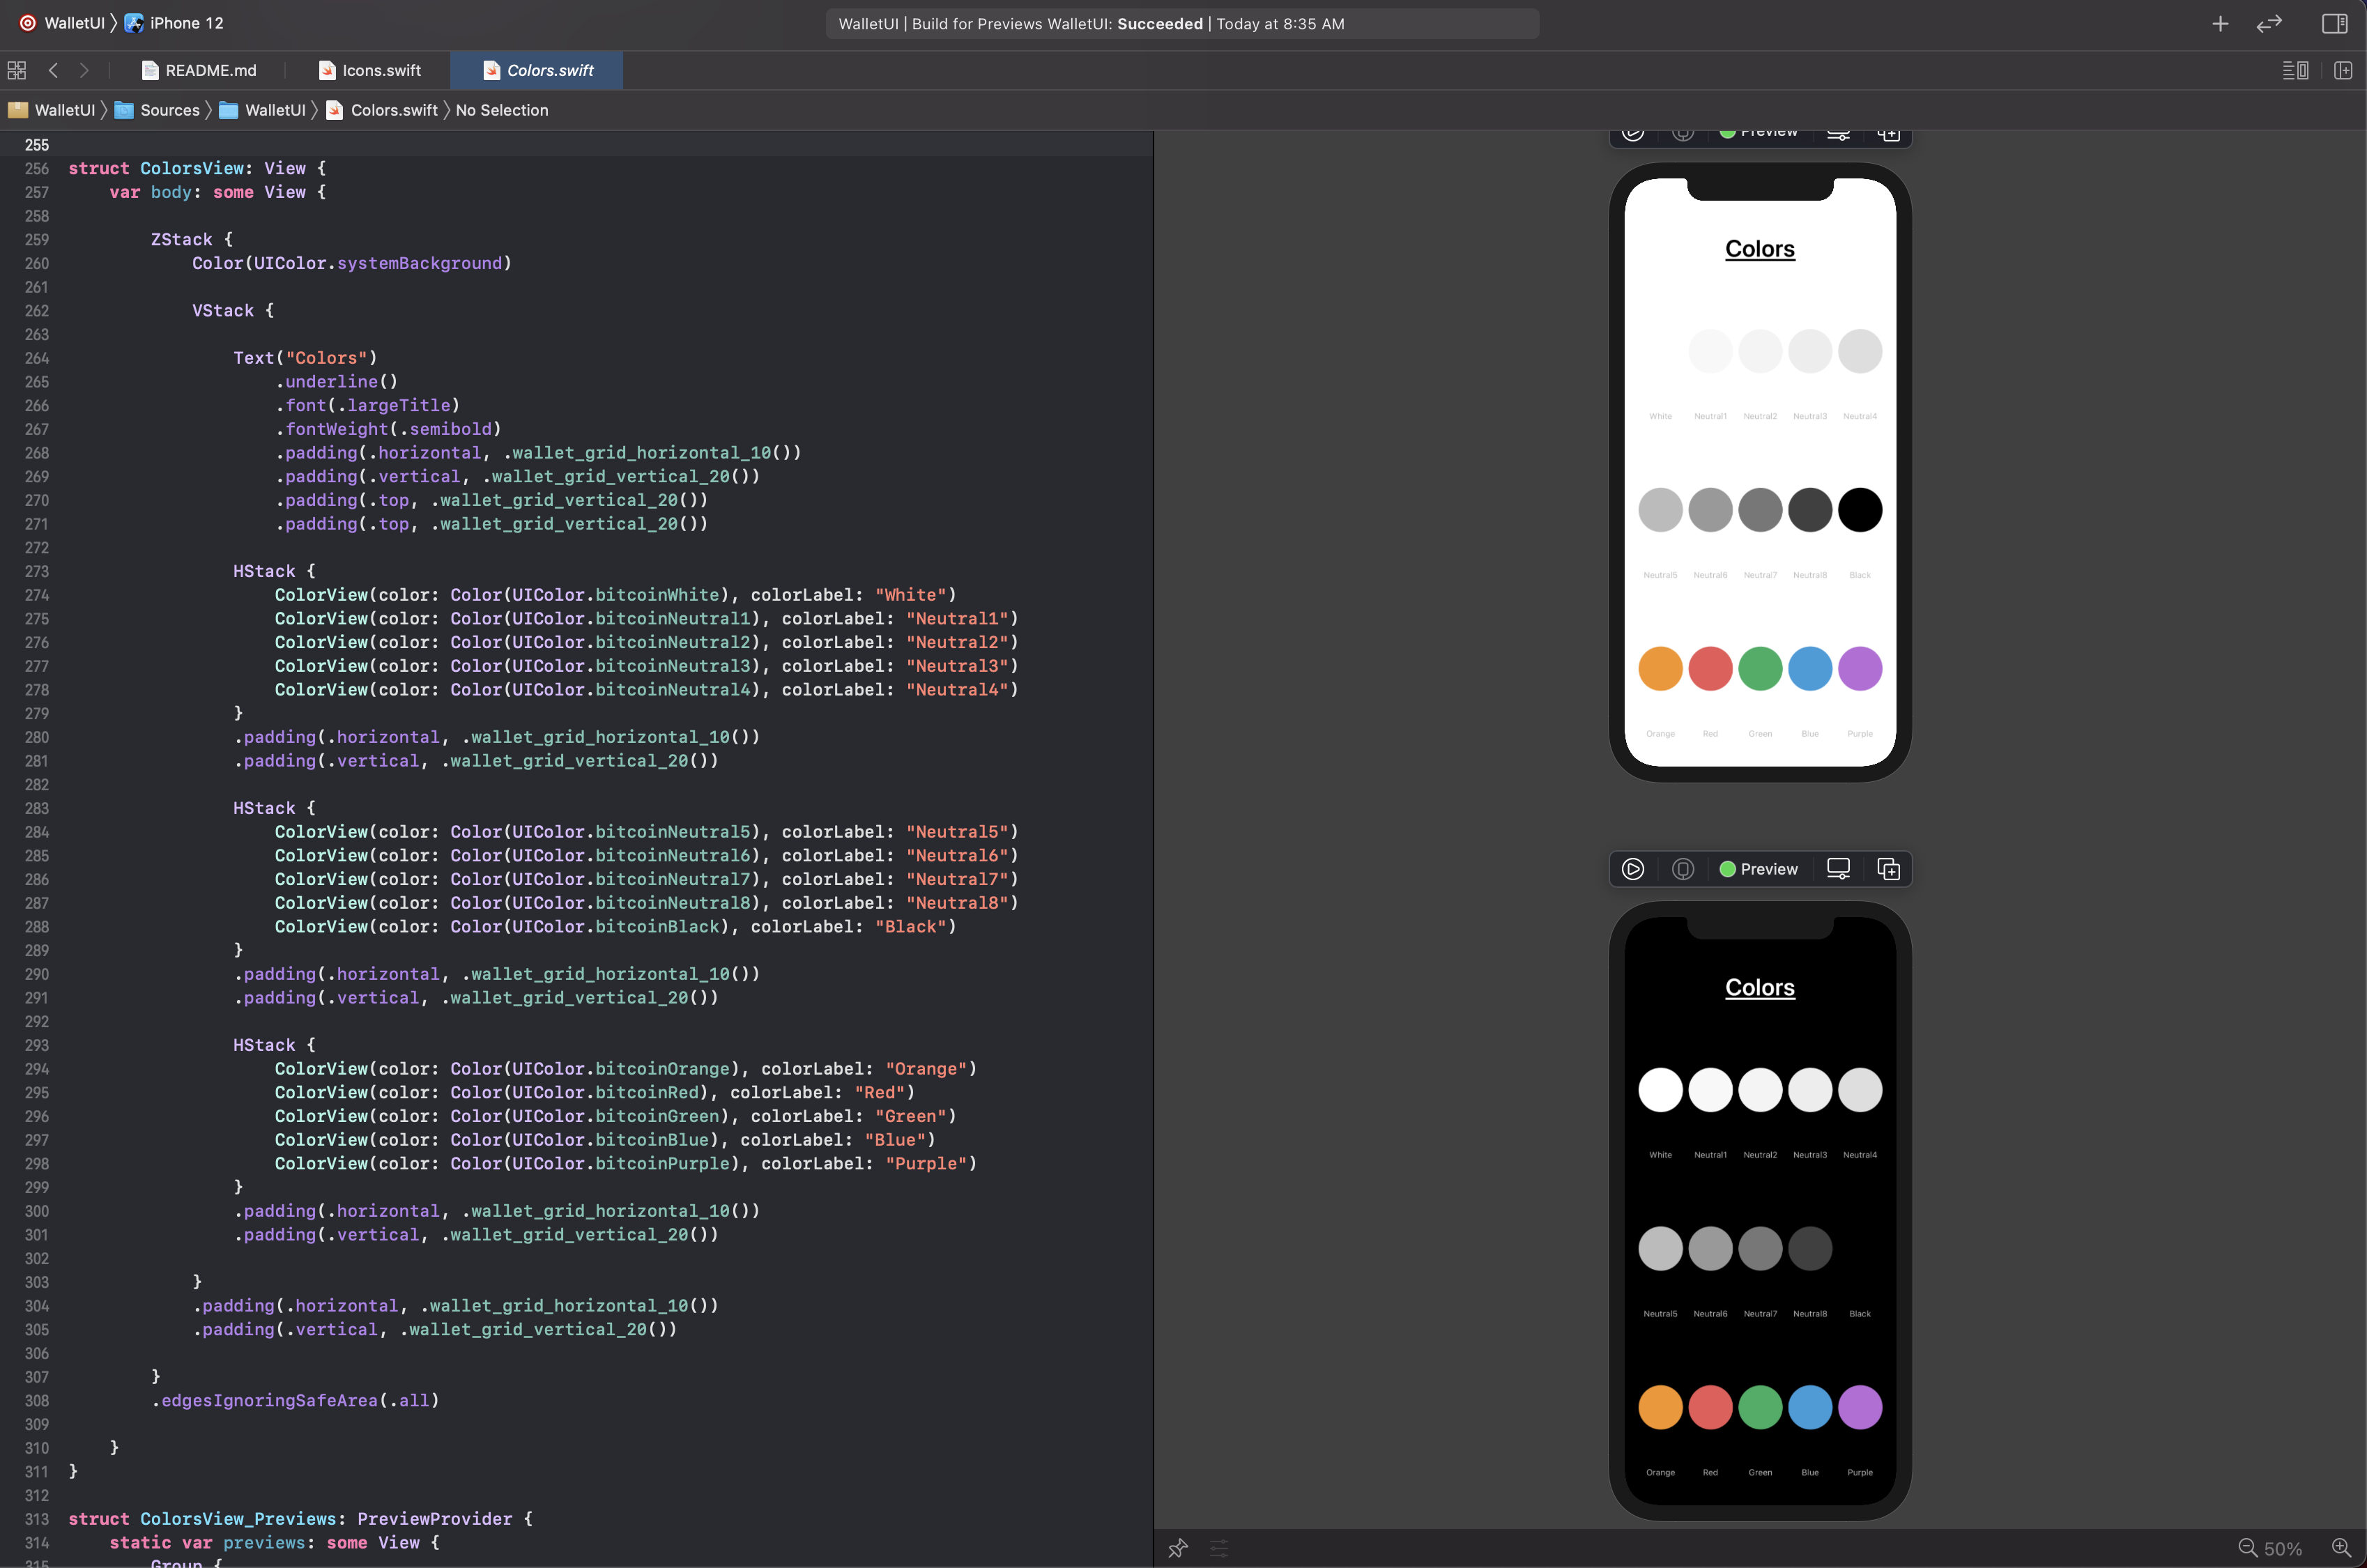 WalletUI 〉 iPhone 12
WalletUI | Build for Previews WalletUI: Succeeded | Today at 8:35 AM
README.md
Icons.swift
Colors.swift
WalletUI 〉 Sources 〉 WalletUI 〉 Colors.swift 〉 No Selection
255
256 struct ColorsView: View {
257     var body: some View {
258
259         ZStack {
260             Color(UIColor.systemBackground)
261
262             VStack {
263
264                 Text("Colors")
265                     .underline()
266                     .font(.largeTitle)
267                     .fontWeight(.semibold)
268                     .padding(.horizontal, .wallet_grid_horizontal_10())
269                     .padding(.vertical, .wallet_grid_vertical_20())
270                     .padding(.top, .wallet_grid_vertical_20())
271                     .padding(.top, .wallet_grid_vertical_20())
272
273                 HStack {
274                     ColorView(color: Color(UIColor.bitcoinWhite), colorLabel: "White")
275                     ColorView(color: Color(UIColor.bitcoinNeutral1), colorLabel: "Neutral1")
276                     ColorView(color: Color(UIColor.bitcoinNeutral2), colorLabel: "Neutral2")
277                     ColorView(color: Color(UIColor.bitcoinNeutral3), colorLabel: "Neutral3")
278                     ColorView(color: Color(UIColor.bitcoinNeutral4), colorLabel: "Neutral4")
279                 }
280                 .padding(.horizontal, .wallet_grid_horizontal_10())
281                 .padding(.vertical, .wallet_grid_vertical_20())
282
283                 HStack {
284                     ColorView(color: Color(UIColor.bitcoinNeutral5), colorLabel: "Neutral5")
285                     ColorView(color: Color(UIColor.bitcoinNeutral6), colorLabel: "Neutral6")
286                     ColorView(color: Color(UIColor.bitcoinNeutral7), colorLabel: "Neutral7")
287                     ColorView(color: Color(UIColor.bitcoinNeutral8), colorLabel: "Neutral8")
288                     ColorView(color: Color(UIColor.bitcoinBlack), colorLabel: "Black")
289                 }
290                 .padding(.horizontal, .wallet_grid_horizontal_10())
291                 .padding(.vertical, .wallet_grid_vertical_20())
292
293                 HStack {
294                     ColorView(color: Color(UIColor.bitcoinOrange), colorLabel: "Orange")
295                     ColorView(color: Color(UIColor.bitcoinRed), colorLabel: "Red")
296                     ColorView(color: Color(UIColor.bitcoinGreen), colorLabel: "Green")
297                     ColorView(color: Color(UIColor.bitcoinBlue), colorLabel: "Blue")
298                     ColorView(color: Color(UIColor.bitcoinPurple), colorLabel: "Purple")
299                 }
300                 .padding(.horizontal, .wallet_grid_horizontal_10())
301                 .padding(.vertical, .wallet_grid_vertical_20())
302
303             }
304             .padding(.horizontal, .wallet_grid_horizontal_10())
305             .padding(.vertical, .wallet_grid_vertical_20())
306
307         }
308         .edgesIgnoringSafeArea(.all)
309
310     }
311 }
312
313 struct ColorsView_Previews: PreviewProvider {
314     static var previews: some View {
315         Group {
Preview
Colors
White Neutral1 Neutral2 Neutral3 Neutral4
Neutral5 Neutral6 Neutral7 Neutral8 Black
Orange Red Green Blue Purple
Preview
Colors
White Neutral1 Neutral2 Neutral3 Neutral4
Neutral5 Neutral6 Neutral7 Neutral8 Black
Orange Red Green Blue Purple
50%